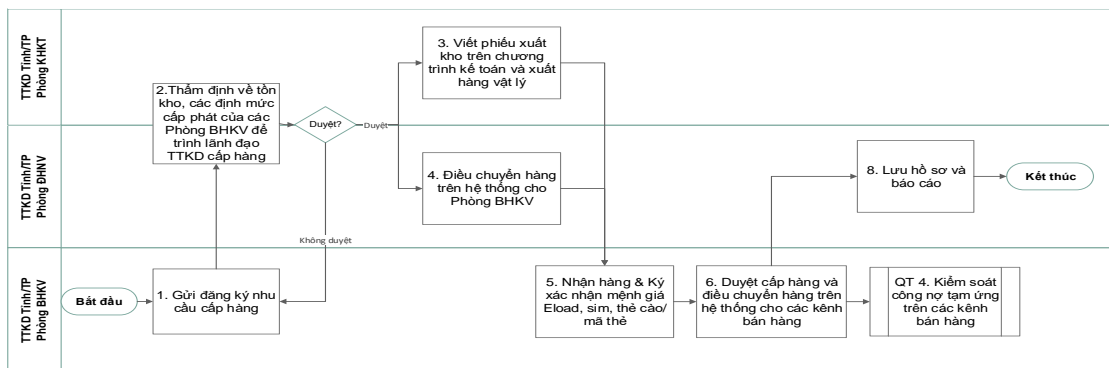 TTKD Tỉnh/TP
Phòng KHKT
TTKD Tỉnh/TP
Phòng ĐHNV
TTKD Tỉnh/TP
Phòng BHKV
Bắt đầu
1. Gửi đăng ký nhu
cầu cấp hàng
2.Thẩm định về tồn
kho, các định mức
cấp phát của các
Phòng BHKV để
trình lãnh đạo
TTKD cấp hàng
Duyệt?
Duyệt
Không duyệt
3. Viết phiếu xuất
kho trên chương
trình kế toán và xuất
hàng vật lý
4. Điều chuyển hàng
trên hệ thống cho
Phòng BHKV
5. Nhận hàng & Ký
xác nhận mệnh giá
Eload, sim, thẻ cào/
mã thẻ
6. Duyệt cấp hàng và
điều chuyển hàng trên
hệ thống cho các kênh
bán hàng
QT 4. Kiểm soát
công nợ tạm ứng
trên các kênh
bán hàng
8. Lưu hồ sơ và
báo cáo
Kết thúc